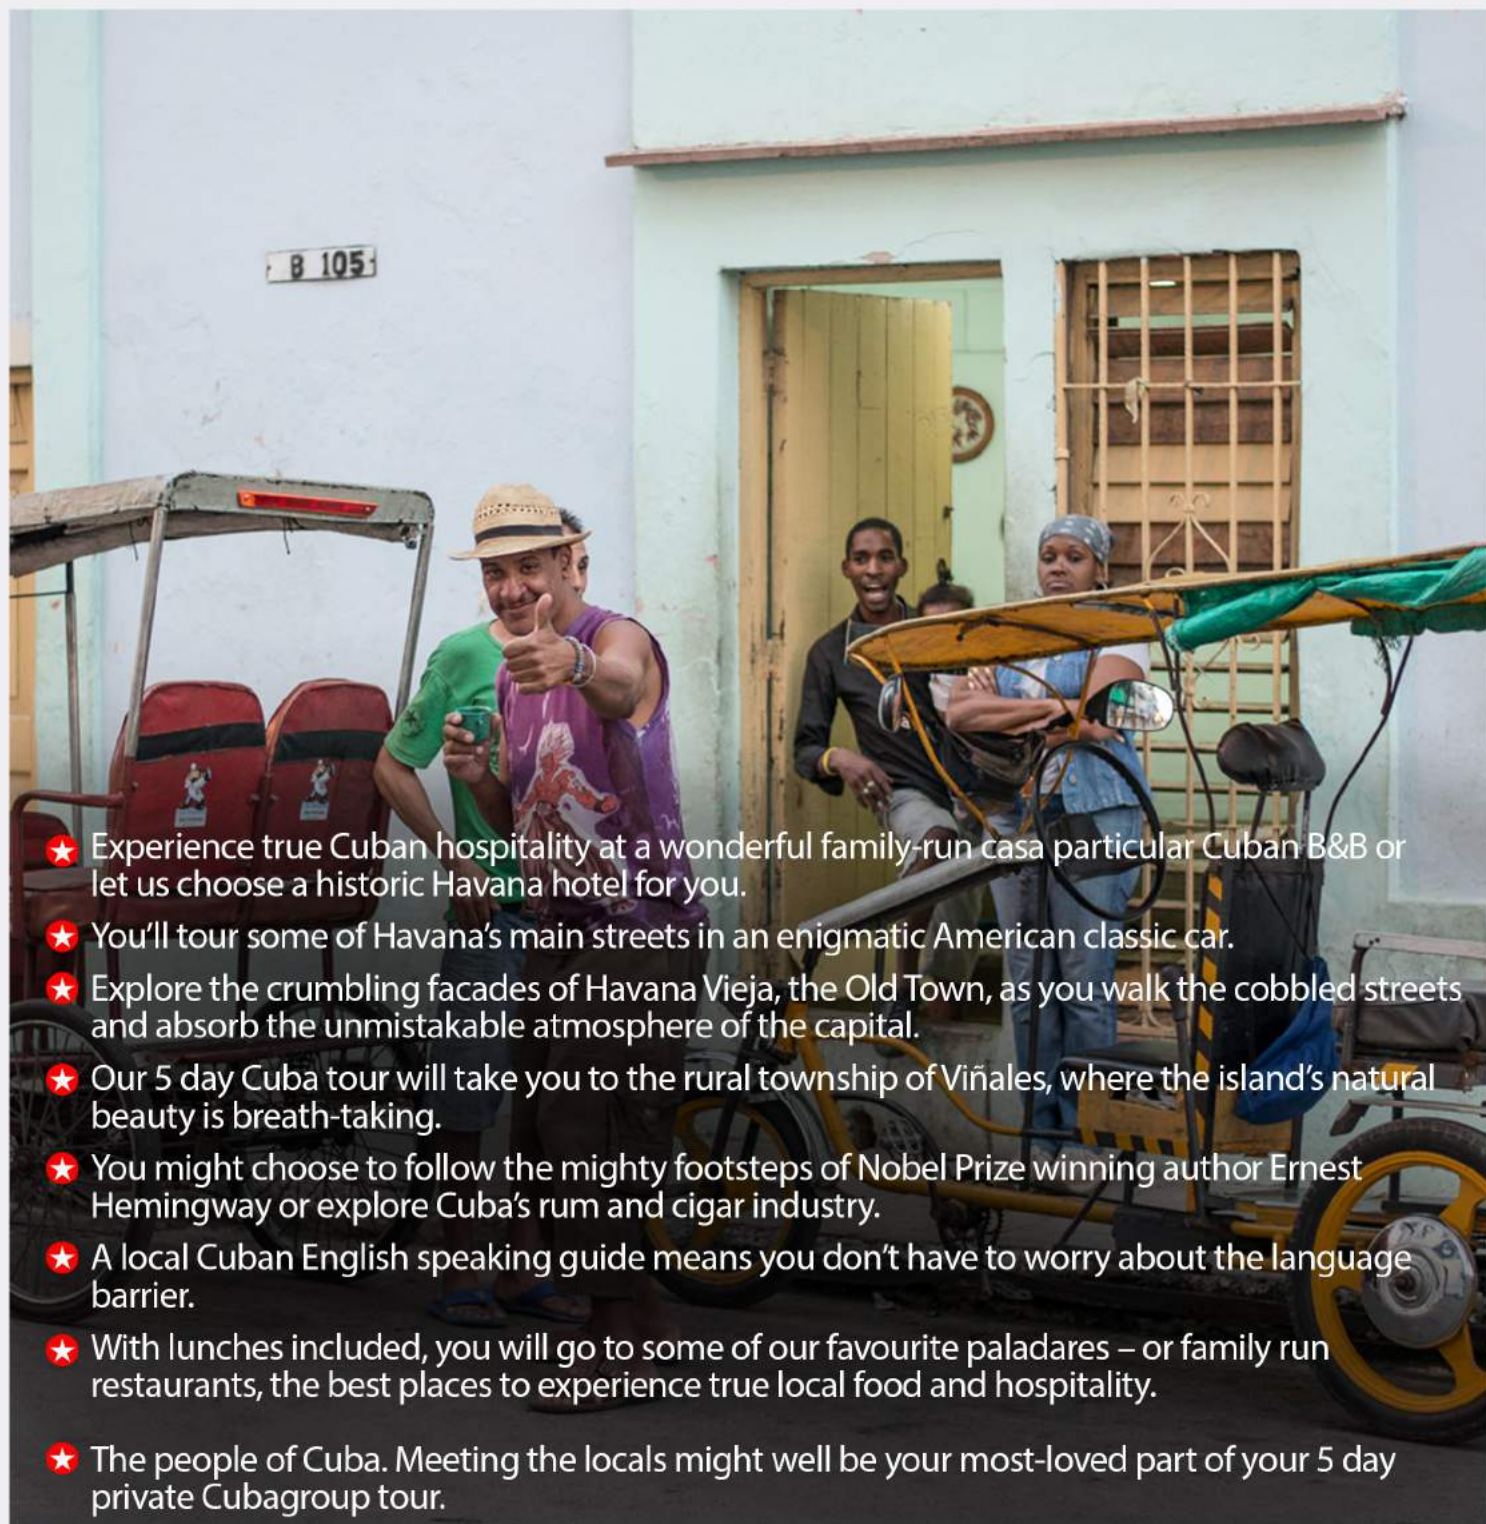 B 105
Experience true Cuban hospitality at a wonderful family-run casa particular Cuban B&B or
let us choose a historic Havana hotel for you.
You'll tour some of Havana's main streets in an enigmatic American classic car.
Explore the crumbling facades of Havana Vieja, the Old Town, as you walk the cobbled streets
and absorb the unmistakable atmosphere of the capital.
Our 5 day Cuba tour will take you to the rural township of Viñales, where the island's natural
beauty is breath-taking.
You might choose to follow the mighty footsteps of Nobel Prize winning author Ernest
Hemingway or explore Cuba's rum and cigar industry.
A local Cuban English speaking guide means you don't have to worry about the language
barrier.
With lunches included, you will go to some of our favourite paladares – or family run
restaurants, the best places to experience true local food and hospitality.
The people of Cuba. Meeting the locals might well be your most-loved part of your 5 day
private Cubagroup tour.